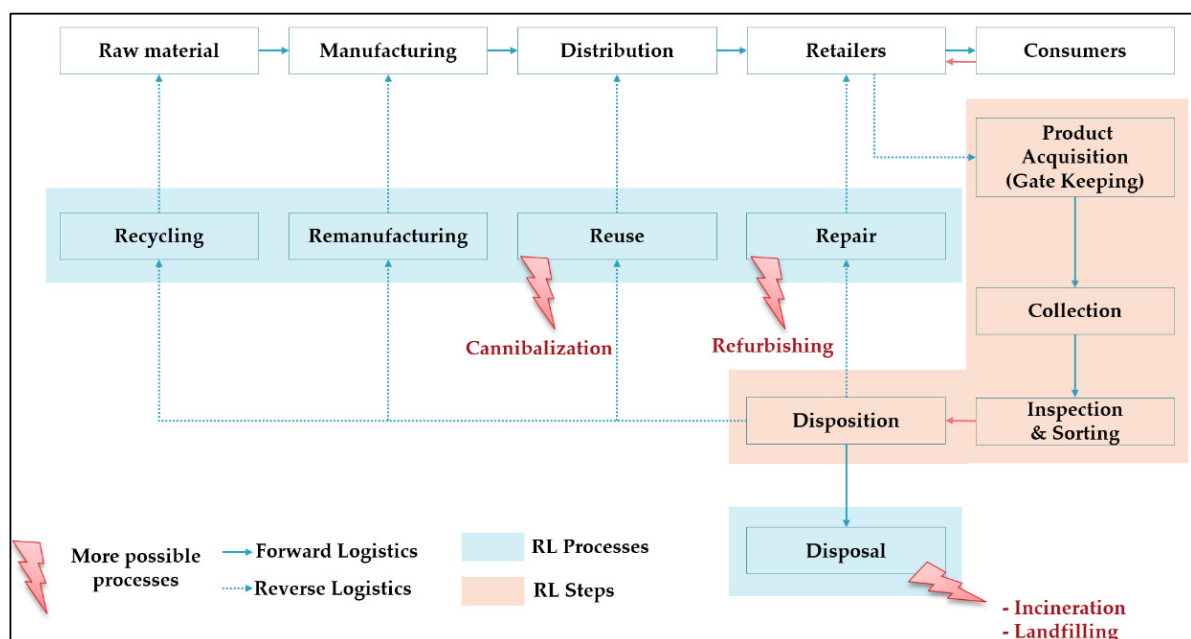 Raw material
Manufacturing
Distribution
Retailers
Consumers
Product
Acquisition
(Gate Keeping)
Recycling
Remanufacturing
Reuse
Repair
Cannibalization
Refurbishing
Collection
Disposition
Inspection
& Sorting
Disposal
More possible
processes
Forward Logistics
Reverse Logistics
RL Processes
RL Steps
- Incineration
- Landfilling